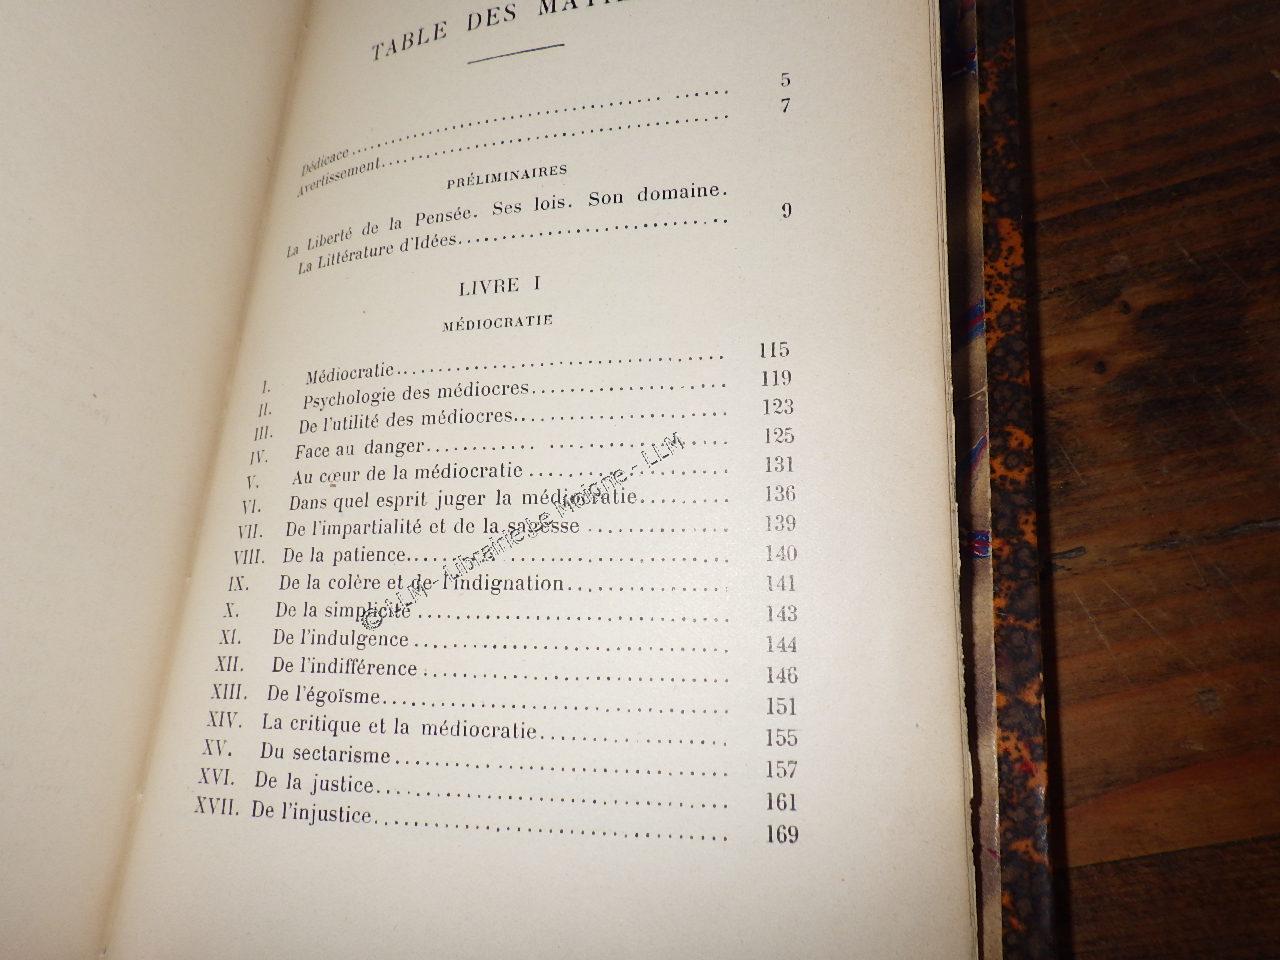 TABLE DES
Dédicace . . . . . . . . . . 5
Avertissement . . . . . . . . . . 7
PRÉLIMINAIRES
La Liberté de la Pensée. Ses lois. Son domaine.
La Littérature d'Idées . . . . . . . . . . 9
LIVRE I
MÉDIOCRATIE
I. Médiocratie . . . . . . . . . . 115
II. Psychologie des médiocres . . . . . . . . . . 119
III. De l'utilité des médiocres . . . . . . . . . . 123
IV. Face au danger . . . . . . . . . . 125
V. Au cœur de la médiocratie . . . . . . . . . . 131
VI. Dans quel esprit juger la médiocratie . . . . . . . . . . 136
VII. De l'impartialité et de la sagesse . . . . . . . . . . 139
VIII. De la patience . . . . . . . . . . 140
IX. De la colère et de l'indignation . . . . . . . . . . 141
X. De la simplicité . . . . . . . . . . 143
XI. De l'indulgence . . . . . . . . . . 144
XII. De l'indifférence . . . . . . . . . . 146
XIII. De l'égoïsme . . . . . . . . . . 151
XIV. La critique et la médiocratie . . . . . . . . . . 155
XV. Du sectarisme . . . . . . . . . . 157
XVI. De la justice . . . . . . . . . . 161
XVII. De l'injustice . . . . . . . . . . 169
© LLM - Librairie Le Moigne - LLM